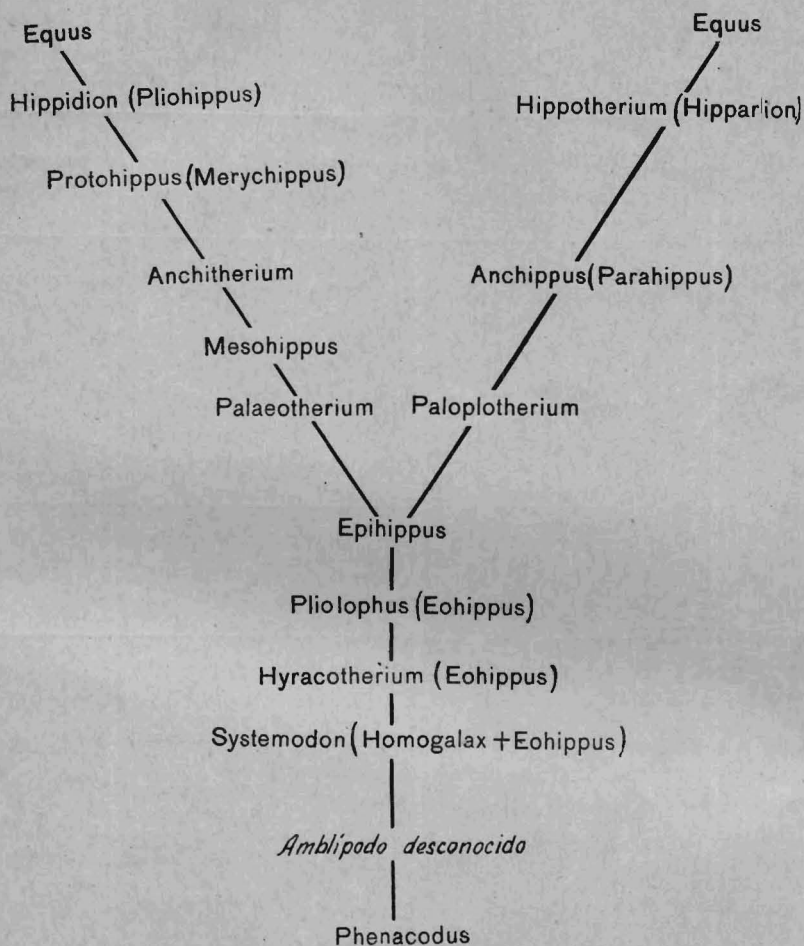 Equus
Equus
Hippidion (Pliohippus)
Hippotherium (Hipparion)
Protohippus (Merychippus)
Anchitherium
Anchippus (Parahippus)
Mesohippus
Palaeotherium
Paloplotherium
Epihippus
Pliolophus (Eohippus)
Hyracotherium (Eohippus)
Systemodon (Homogalax + Eohippus)
Amblípodo desconocido
Phenacodus